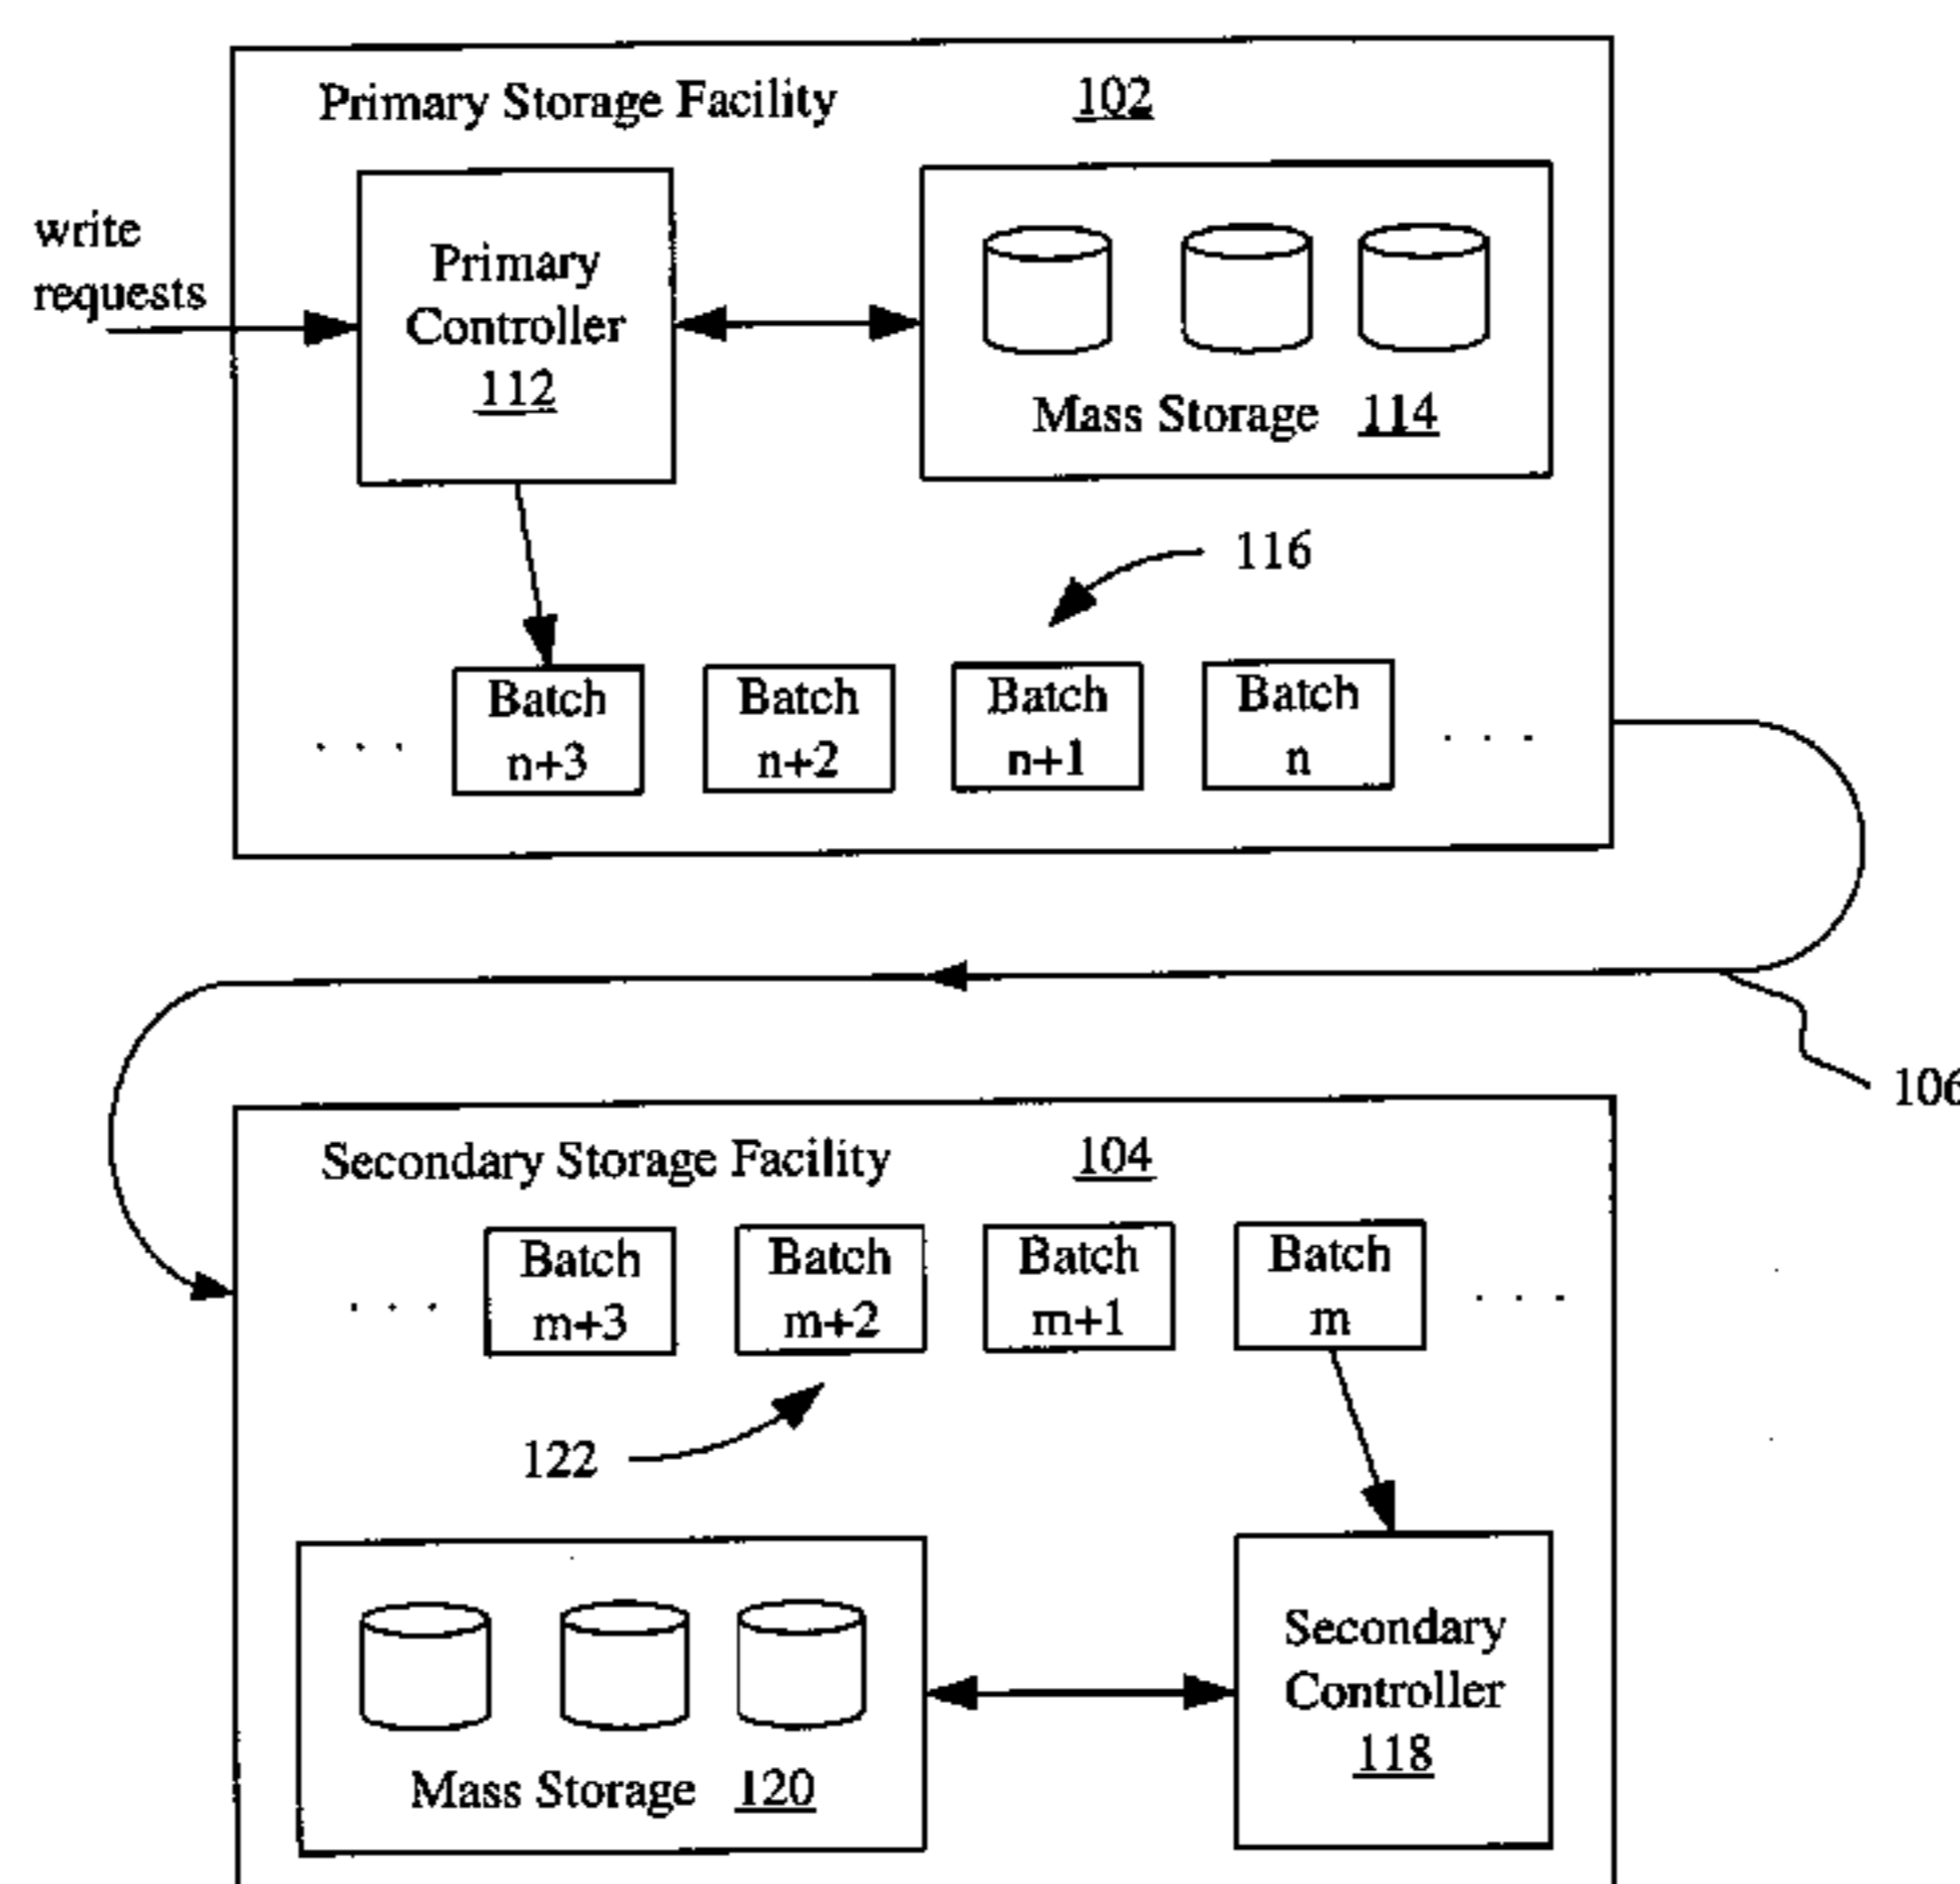 Primary Storage Facility 102
write
requests
Primary
Controller
112
Mass Storage 114
116
. . .
Batch
n+3
Batch
n+2
Batch
n+1
Batch
n
. . .
106
Secondary Storage Facility 104
. . .
Batch
m+3
Batch
m+2
Batch
m+1
Batch
m
. . .
122
Secondary
Controller
118
Mass Storage 120